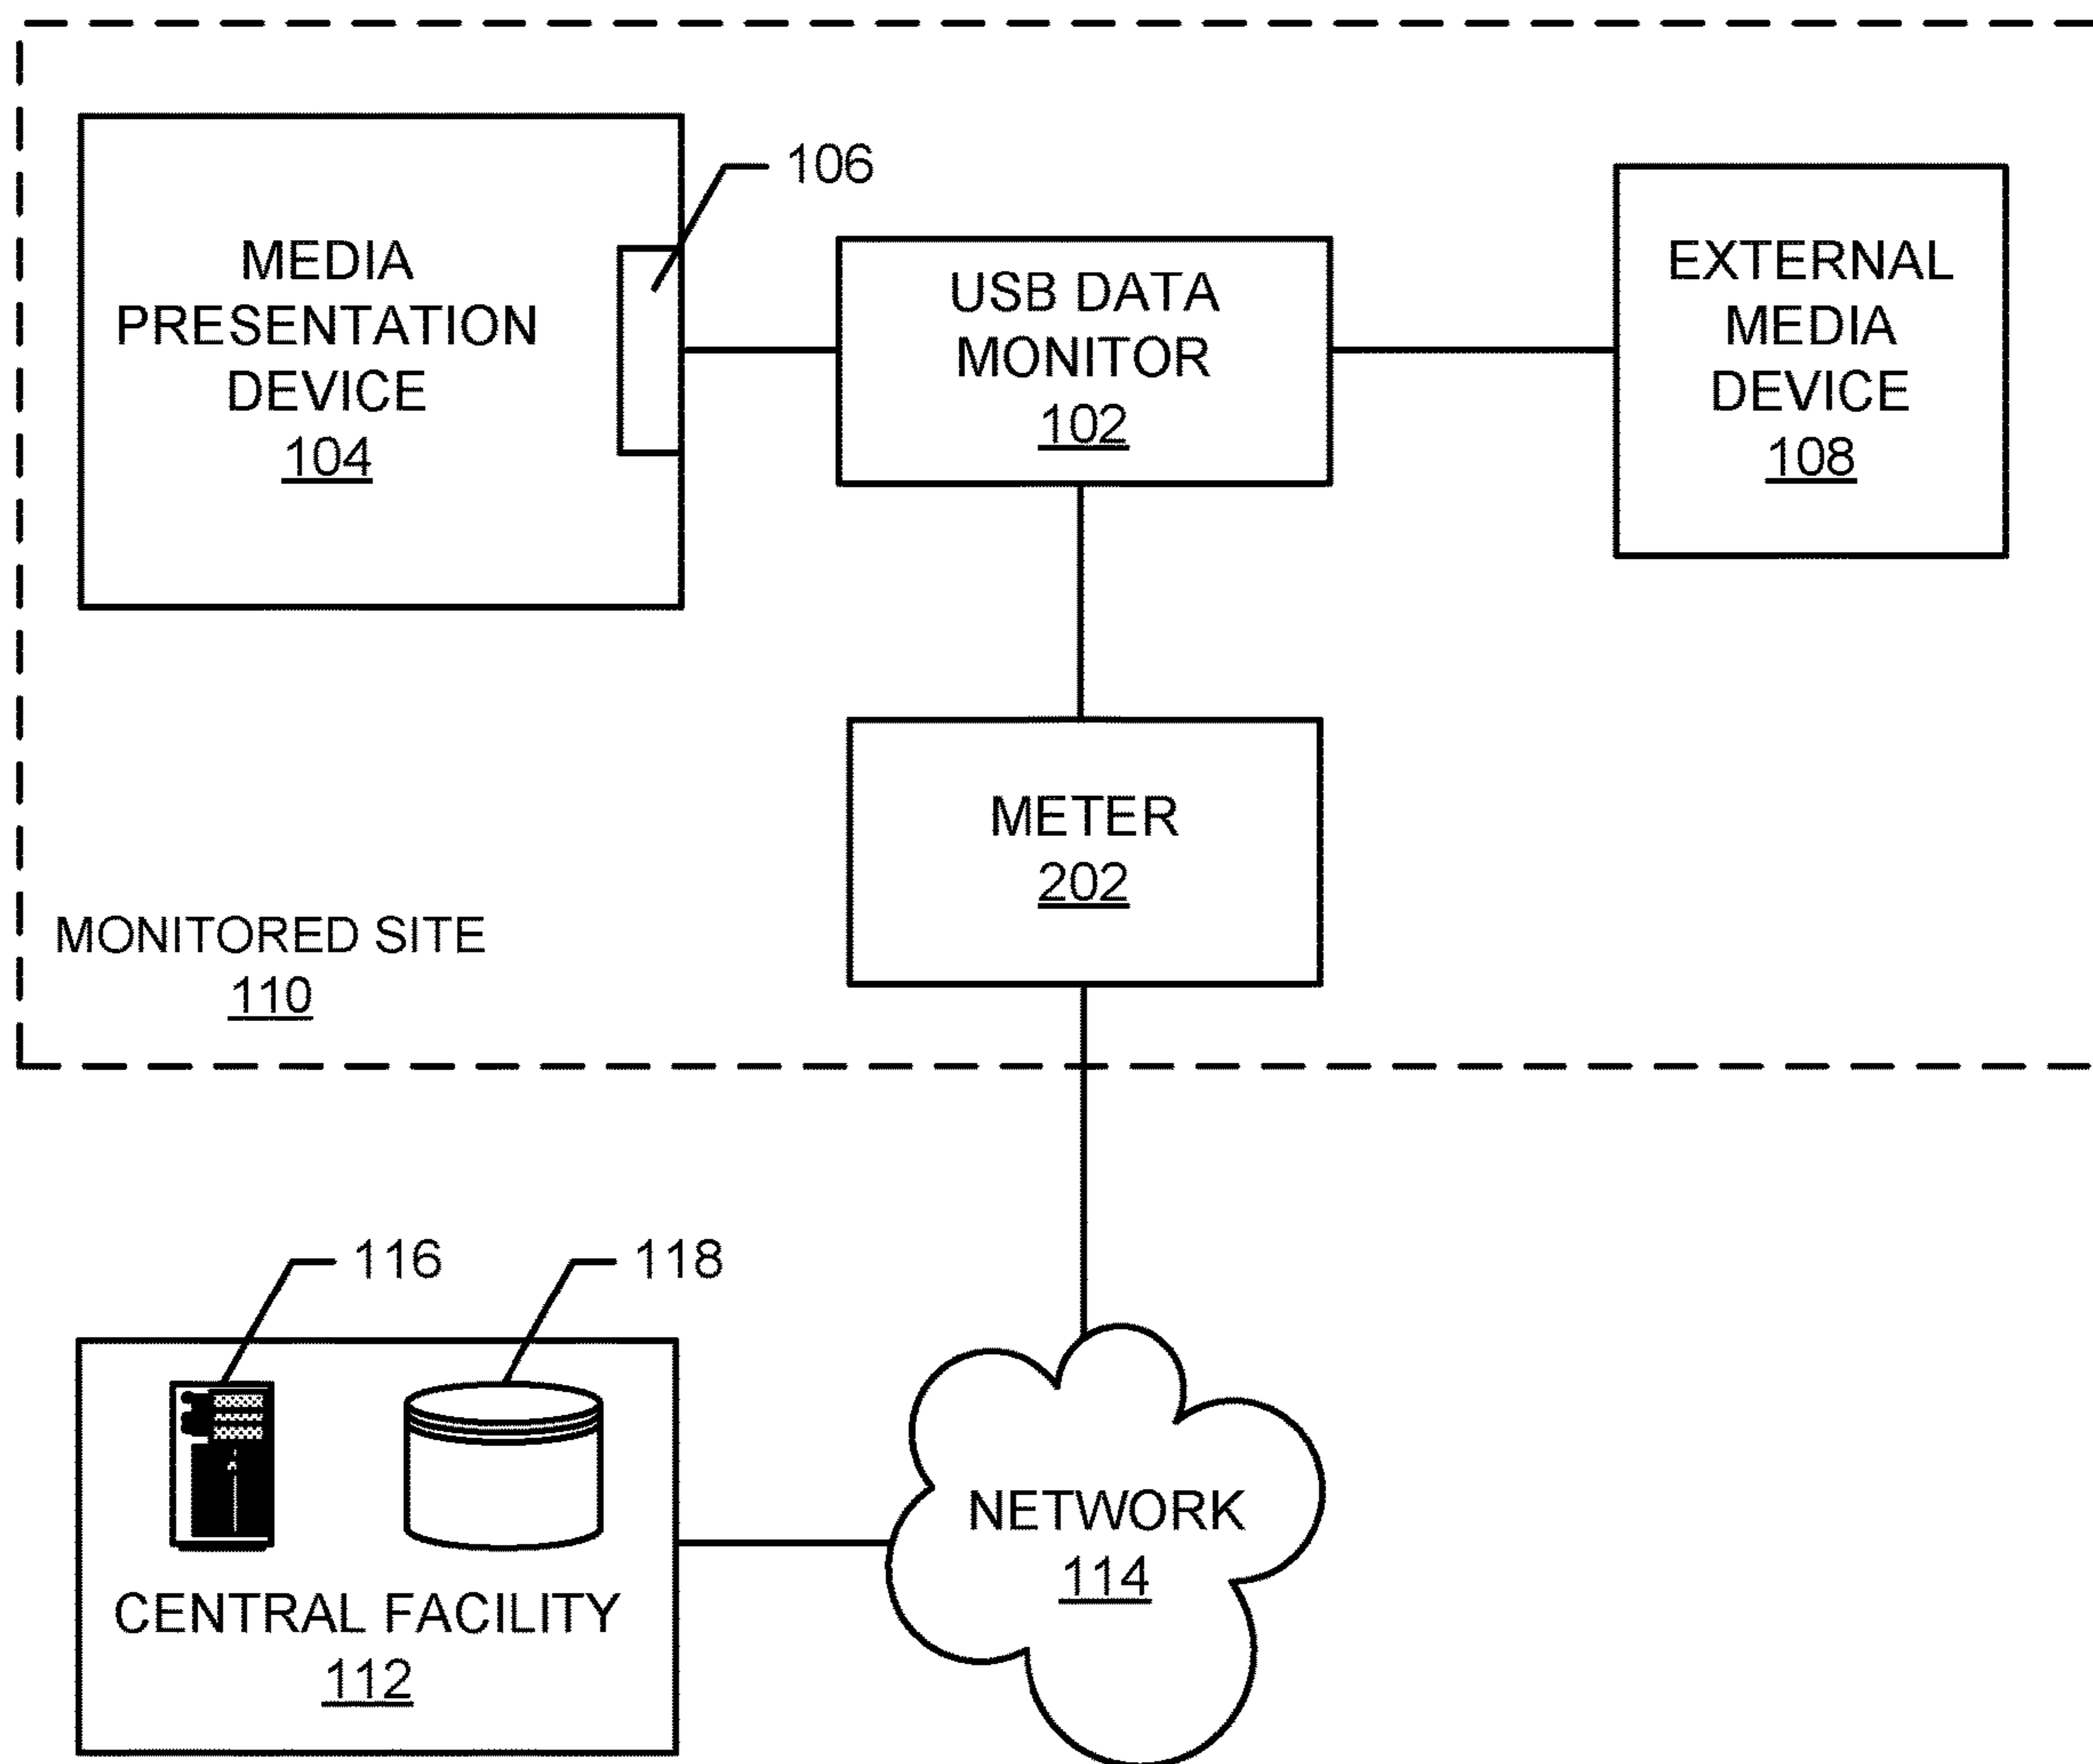 106
MEDIA
PRESENTATION
DEVICE
104
USB DATA
MONITOR
102
EXTERNAL
MEDIA
DEVICE
108
METER
202
MONITORED SITE
110
116
118
CENTRAL FACILITY
112
NETWORK
114